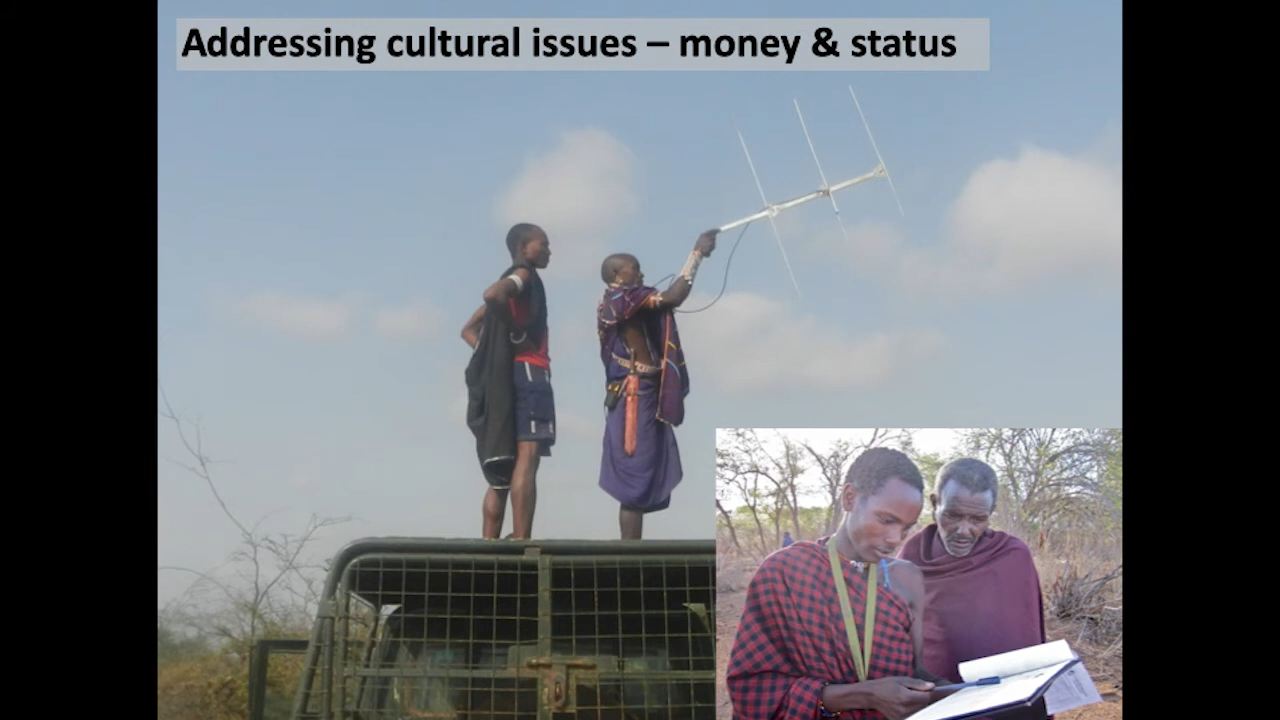 Addressing cultural issues – money & status